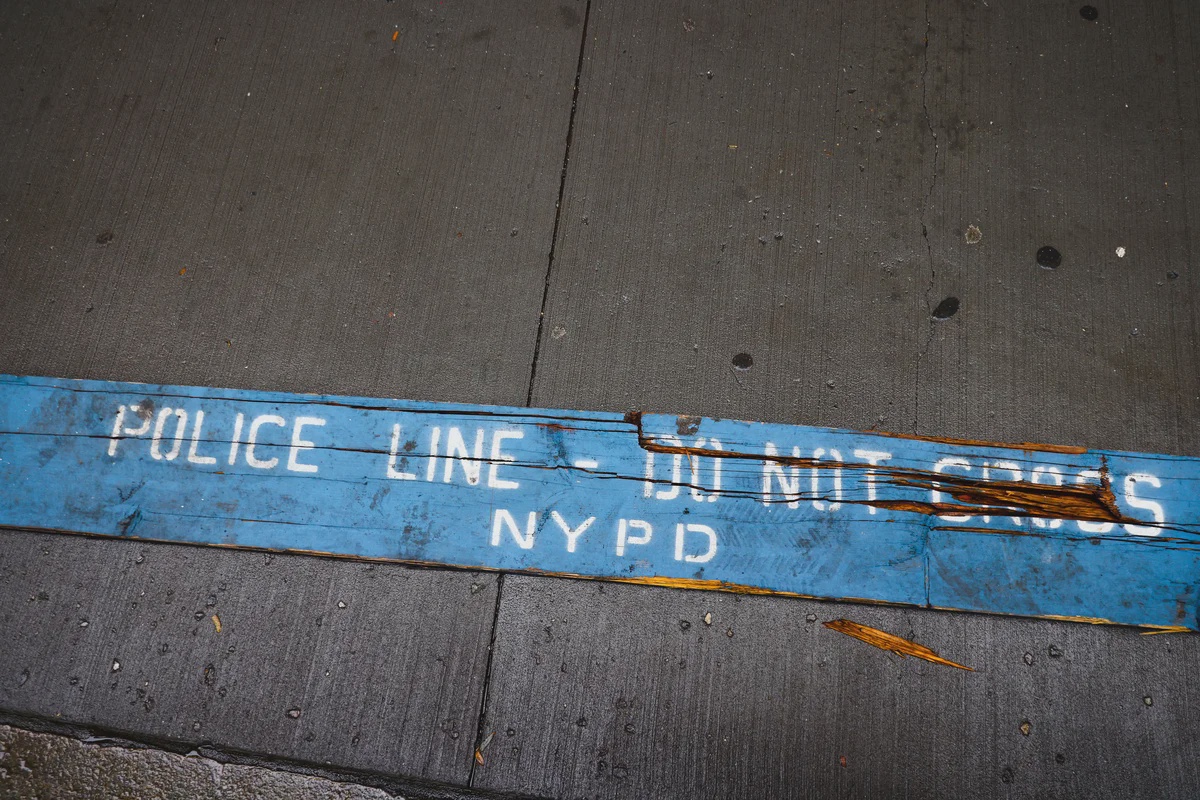 POLICE LINE - DO NOT CROSS
NYPD